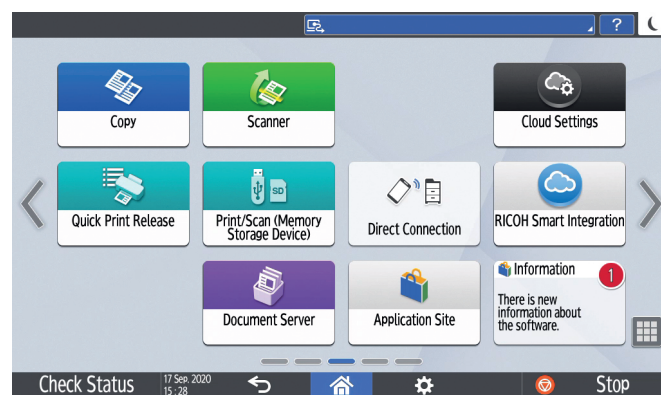 ?
Copy
Scanner
Cloud Settings
SD
Quick Print Release
Print/Scan (Memory
Storage Device)
Direct Connection
RICOH Smart Integration
Information
1
There is new
information about
the software.
Document Server
Application Site
Check Status
17 Sep. 2020
15:28
Stop